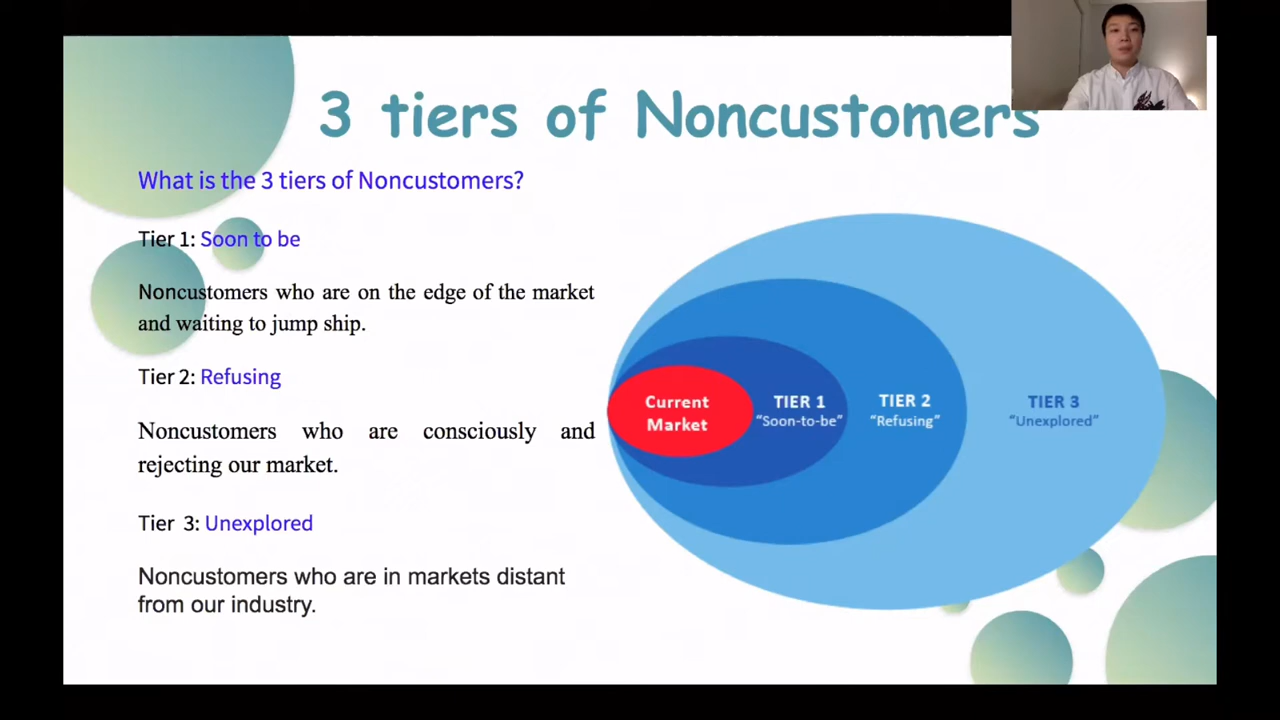 3 tiers of Noncustomers
What is the 3 tiers of Noncustomers?
Tier 1: Soon to be
Noncustomers who are on the edge of the market
and waiting to jump ship.
Tier 2: Refusing
Noncustomers who are consciously and
rejecting our market.
Tier 3: Unexplored
Noncustomers who are in markets distant
from our industry.
Current
Market
TIER 1
“Soon-to-be”
TIER 2
“Refusing”
TIER 3
“Unexplored”